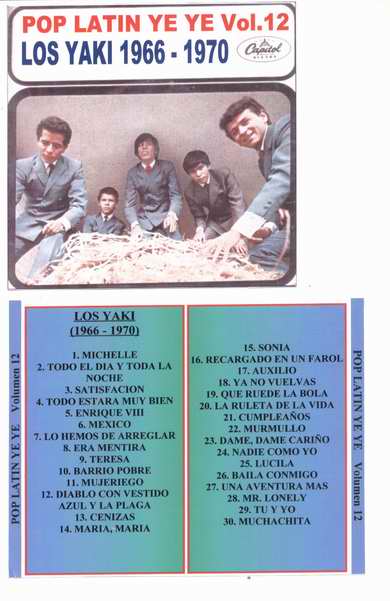 POP LATIN YE YE Vol.12
LOS YAKI 1966 - 1970
Capitol
POP LATIN YE YE Volumen 12
LOS YAKI
(1966 - 1970)
1. MICHELLE
2. TODO EL DIA Y TODA LA
NOCHE
3. SATISFACION
4. TODO ESTARA MUY BIEN
5. ENRIQUE VIII
6. MEXICO
7. LO HEMOS DE ARREGLAR
8. ERA MENTIRA
9. TERESA
10. BARRIO POBRE
11. MUJERIEGO
12. DIABLO CON VESTIDO
AZUL Y LA PLAGA
13. CENIZAS
14. MARIA, MARIA
15. SONIA
16. RECARGADO EN UN FAROL
17. AUXILIO
18. YA NO VUELVAS
19. QUE RUEDE LA BOLA
20. LA RULETA DE LA VIDA
21. CUMPLEAÑOS
22. MURMULLO
23. DAME, DAME CARIÑO
24. NADIE COMO YO
25. LUCILA
26. BAILA CONMIGO
27. UNA AVENTURA MAS
28. MR. LONELY
29. TU Y YO
30. MUCHACHITA
POP LATIN YE YE Volumen 12